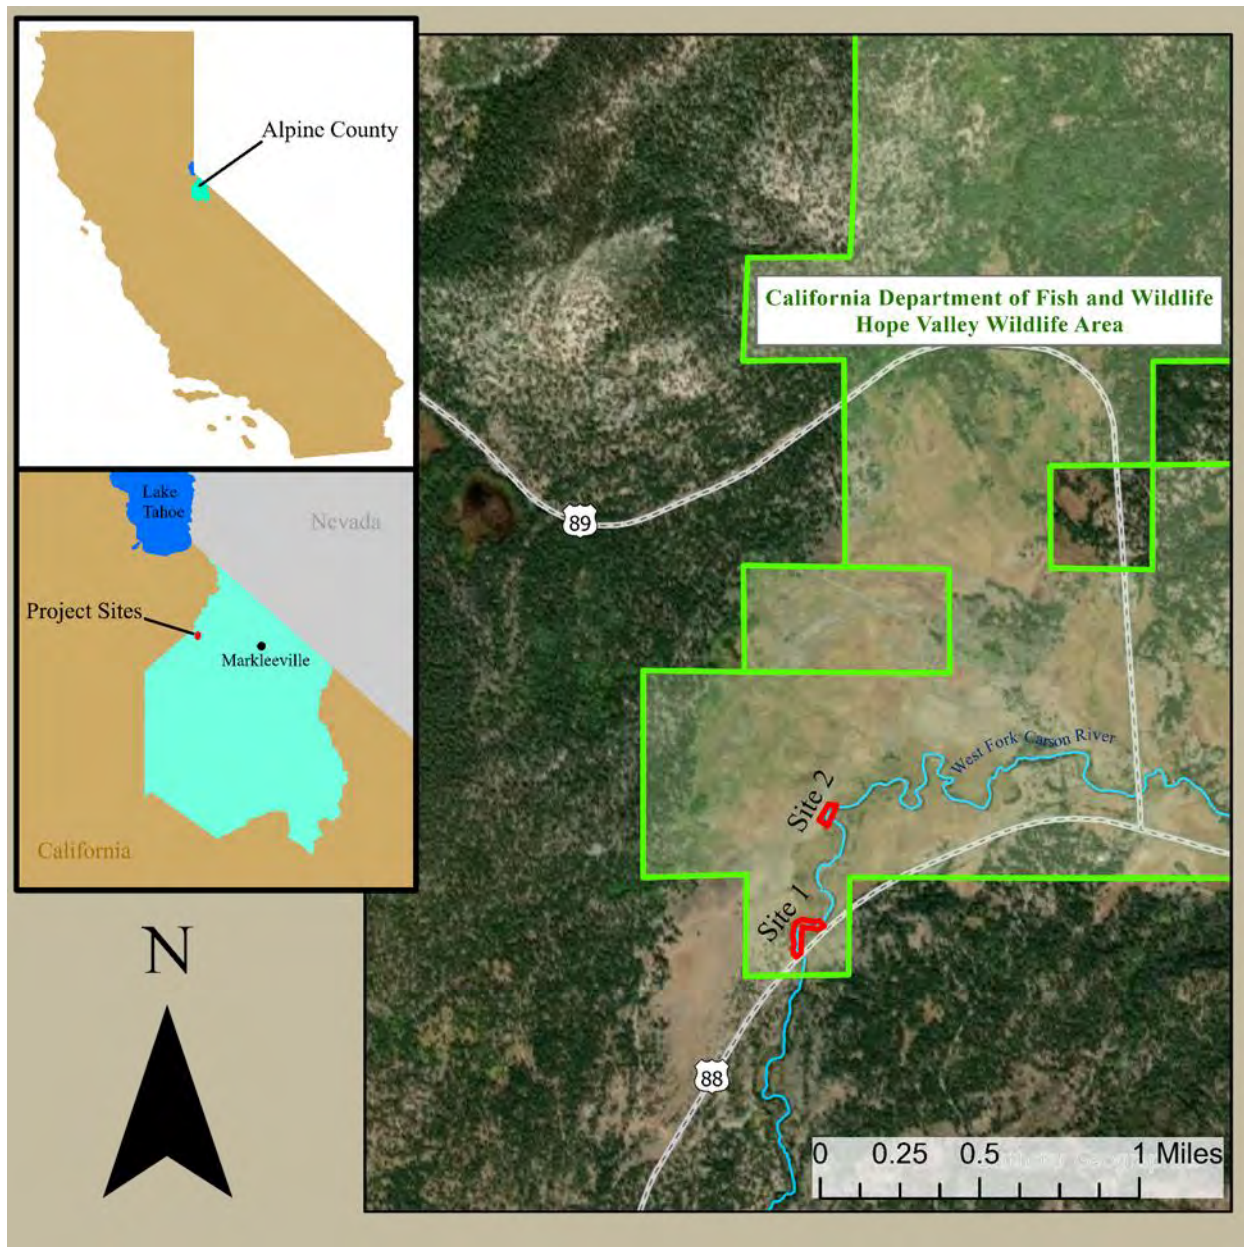 Alpine County
California Department of Fish and Wildlife
Hope Valley Wildlife Area
89
Lake
Tahoe
Nevada
Project Sites
Markleeville
California
West Fork Carson River
Site 2
Site 1
N
88
0 0.25 0.5 1 Miles